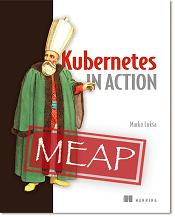 Kubernetes
IN ACTION
Marko Lukša
MEAP
MANNING